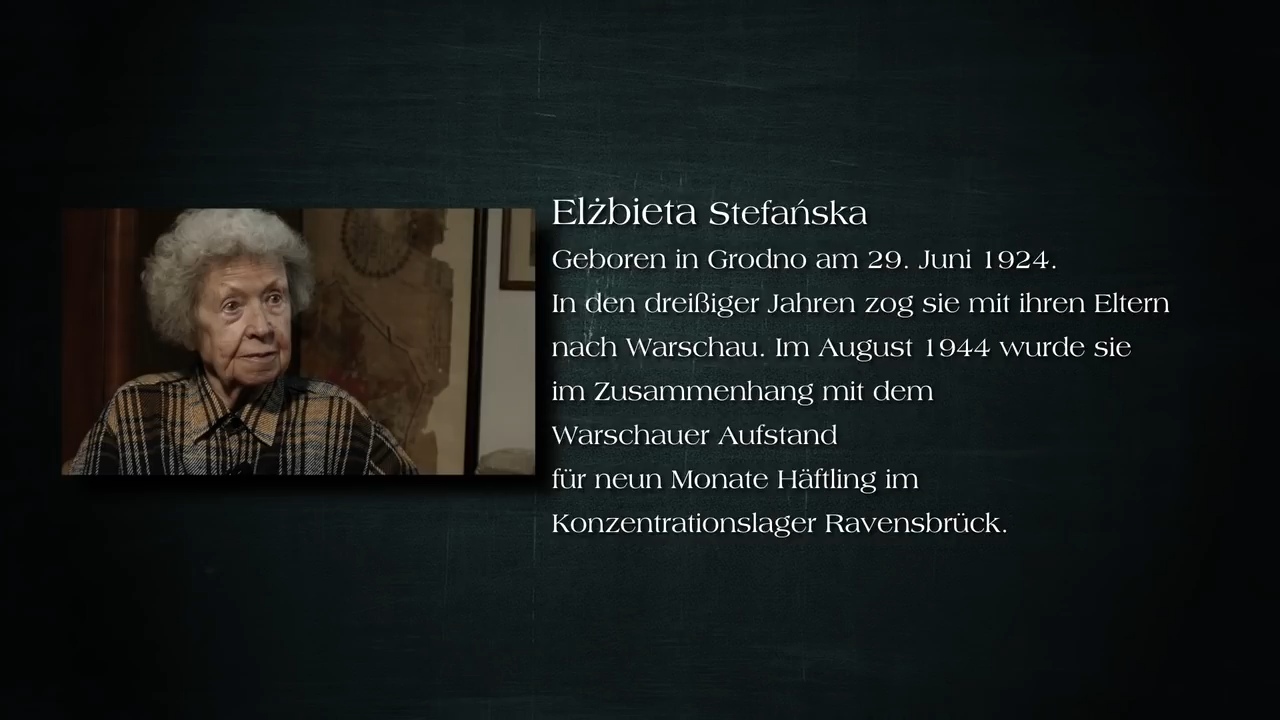 Elżbieta Stefańska
Geboren in Grodno am 29. Juni 1924.
In den dreißiger Jahren zog sie mit ihren Eltern
nach Warschau. Im August 1944 wurde sie
im Zusammenhang mit dem
Warschauer Aufstand
für neun Monate Häftling im
Konzentrationslager Ravensbrück.